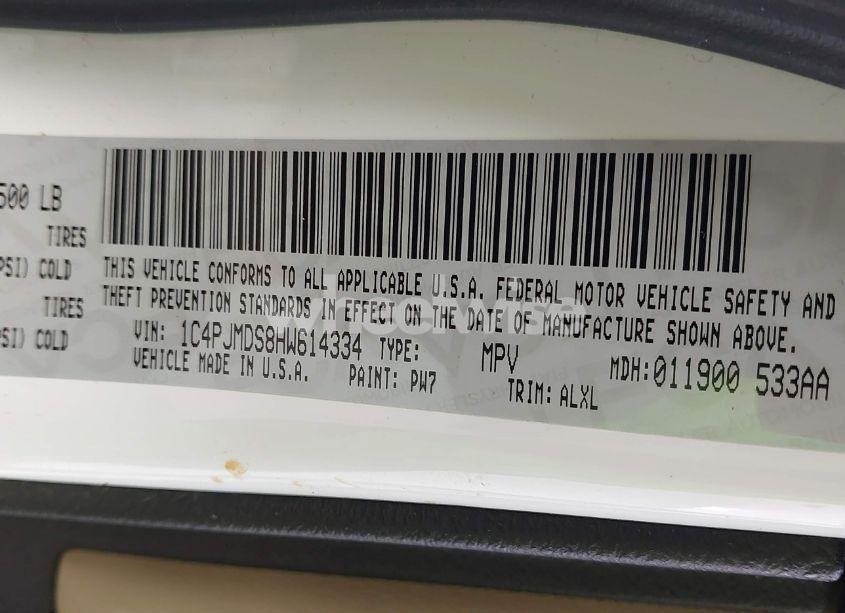 500 LB
TIRES
PSI) COLD
TIRES
SI) COLD
THIS VEHICLE CONFORMS TO ALL APPLICABLE U.S.A. FEDERAL MOTOR VEHICLE SAFETY AND
THEFT PREVENTION STANDARDS IN EFFECT ON THE DATE OF MANUFACTURE SHOWN ABOVE.
VIN: 1C4PJMDS8HW614334 TYPE: MPV MDH:011900 533AA
VEHICLE MADE IN U.S.A. PAINT: PW7 TRIM: ALXL